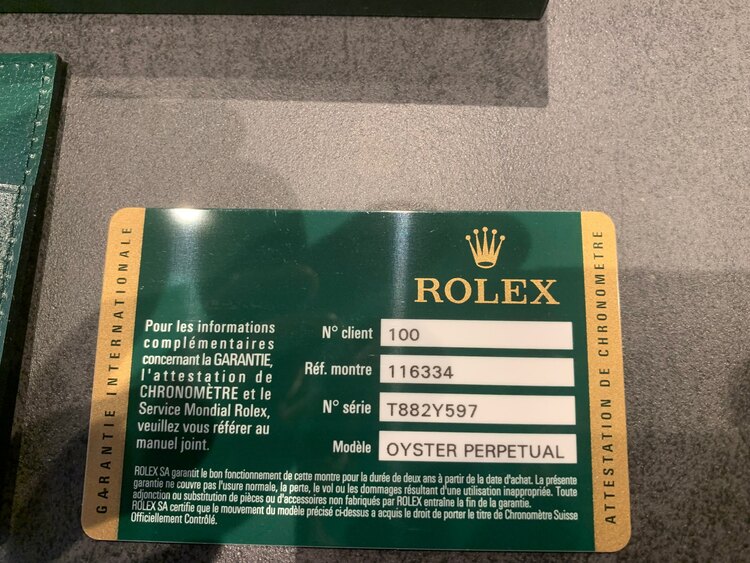 GARANTIE INTERNATIONALE
ROLEX
Pour les informations
complémentaires
concernant la GARANTIE,
l'attestation de
CHRONOMÈTRE et le
Service Mondial Rolex,
veuillez vous référer au
manuel joint.
N° client 100
Réf. montre 116334
N° série T882Y597
Modèle OYSTER PERPETUAL
ROLEX SA garantit le bon fonctionnement de cette montre pour la durée de deux ans à partir de la date d'achat. La présente
garantie ne couvre pas l'usure normale, la perte, le vol ou les dommages résultant d'une utilisation inappropriée. Toute
adjonction ou substitution de pièces ou d'accessoires non fabriqués par ROLEX entraîne la fin de la garantie.
ROLEX SA certifie que le mouvement du modèle précisé ci-dessus a acquis le droit de porter le titre de Chronomètre Suisse
Officiellement Contrôlé.
ATTESTATION DE CHRONOMETRE